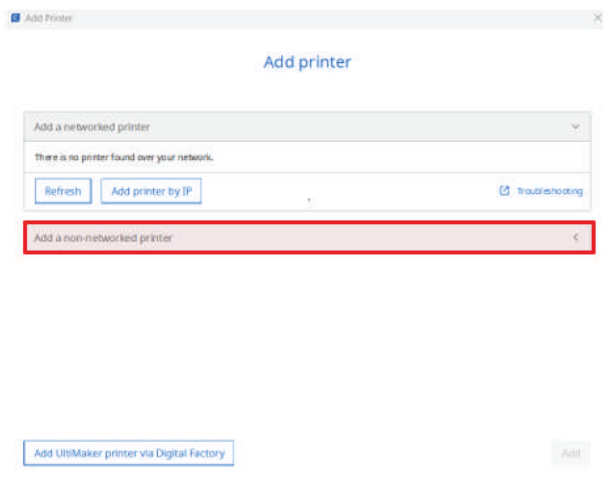 Add Printer
Add printer
Add a networked printer
There is no printer found over your network.
Refresh
Add printer by IP
Troubleshooting
Add a non-networked printer
Add UltiMaker printer via Digital Factory
Add